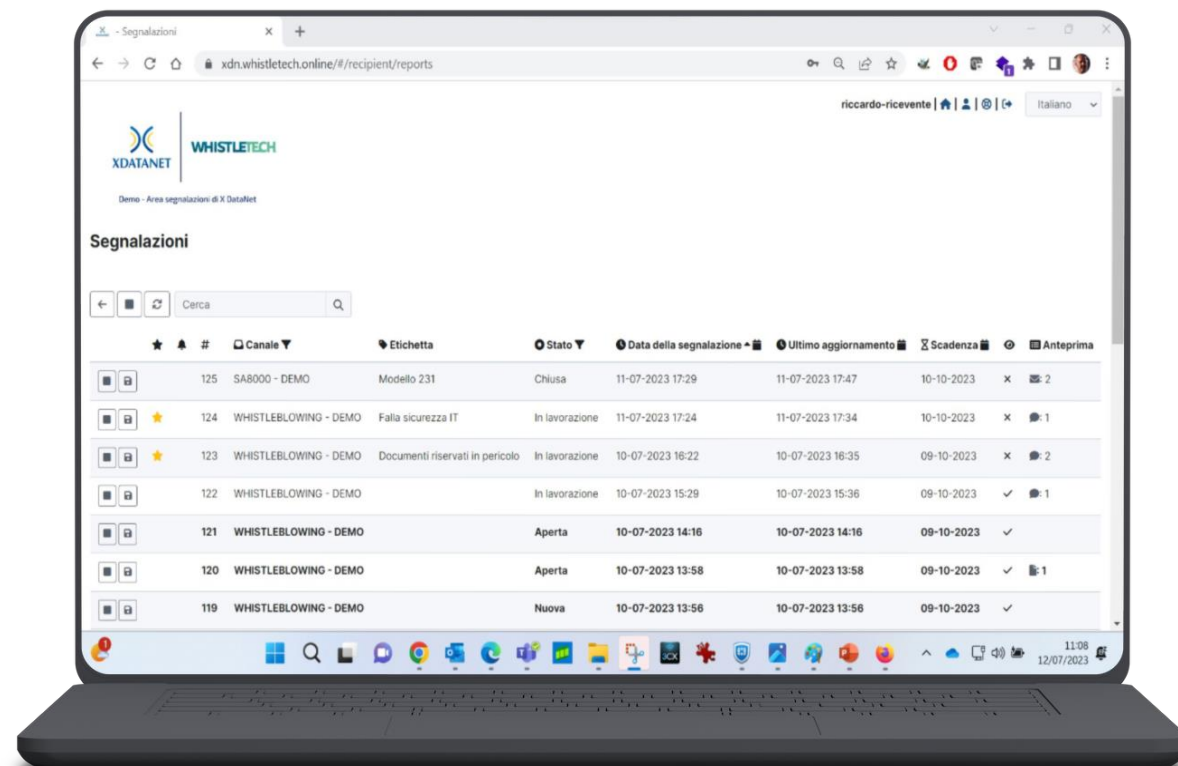 - Segnalazioni
xdn.whistletech.online/#/recipient/reports
1
riccardo-ricevente | | | |
Italiano
XDATANET
WHISTLETECH
Demo - Area segnalazioni di X DataNet
Segnalazioni
Cerca
# Canale Etichetta Stato Data della segnalazione Ultimo aggiornamento Scadenza Anteprima
125 SA8000 - DEMO Modello 231 Chiusa 11-07-2023 17:29 11-07-2023 17:47 10-10-2023 : 2
124 WHISTLEBLOWING - DEMO Falla sicurezza IT In lavorazione 11-07-2023 17:24 11-07-2023 17:34 10-10-2023 : 1
123 WHISTLEBLOWING - DEMO Documenti riservati in pericolo In lavorazione 10-07-2023 16:22 10-07-2023 16:35 09-10-2023 : 2
122 WHISTLEBLOWING - DEMO In lavorazione 10-07-2023 15:29 10-07-2023 15:36 09-10-2023 : 1
121 WHISTLEBLOWING - DEMO Aperta 10-07-2023 14:16 10-07-2023 14:16 09-10-2023
120 WHISTLEBLOWING - DEMO Aperta 10-07-2023 13:58 10-07-2023 13:58 09-10-2023 : 1
119 WHISTLEBLOWING - DEMO Nuova 10-07-2023 13:56 10-07-2023 13:56 09-10-2023
1
11:08
12/07/2023